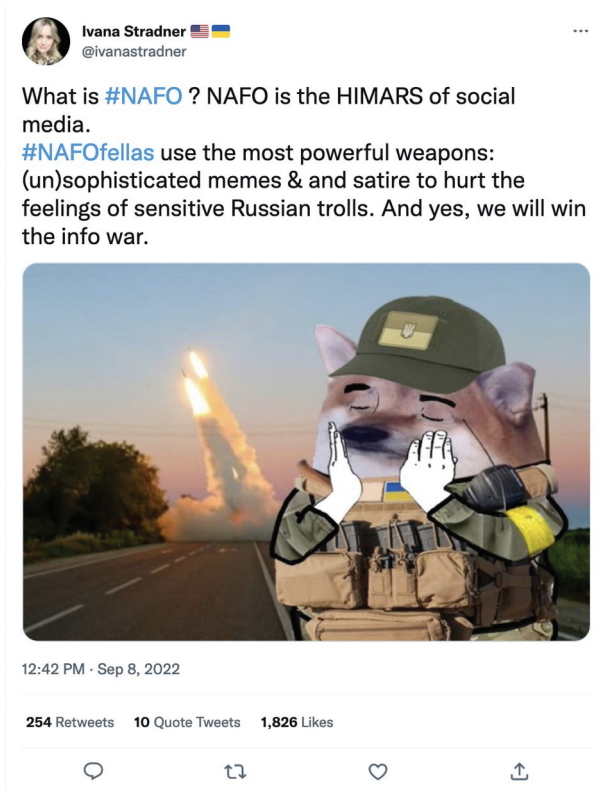 Ivana Stradner 🇺🇸🇺🇦
@ivanastradner
What is #NAFO ? NAFO is the HIMARS of social
media.
#NAFOfellas use the most powerful weapons:
(un)sophisticated memes & and satire to hurt the
feelings of sensitive Russian trolls. And yes, we will win
the info war.
12:42 PM · Sep 8, 2022
254 Retweets 10 Quote Tweets 1,826 Likes